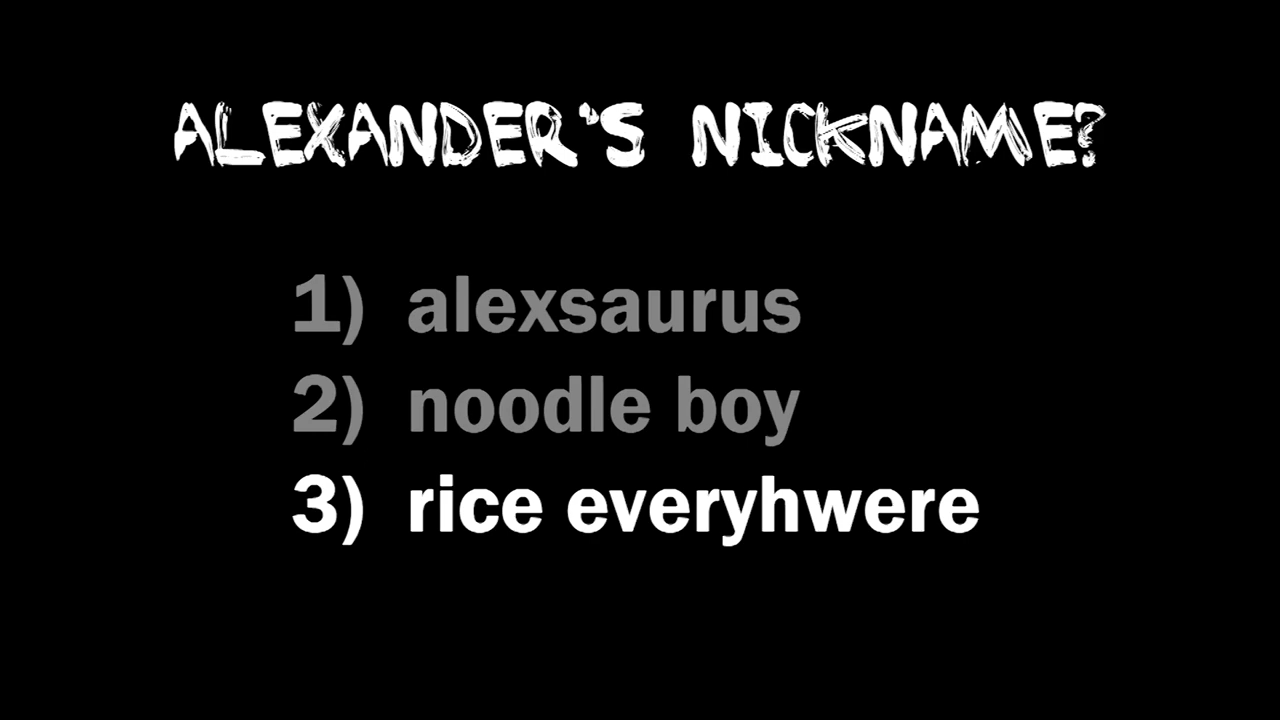 ALEXANDER'S NICKNAME?
1) alexsaurus
2) noodle boy
3) rice everyhwere